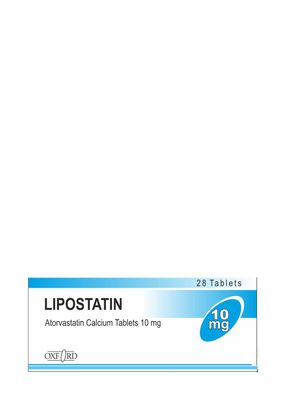 28 Tablets
LIPOSTATIN
10
mg
Atorvastatin Calcium Tablets 10 mg
OXFORD